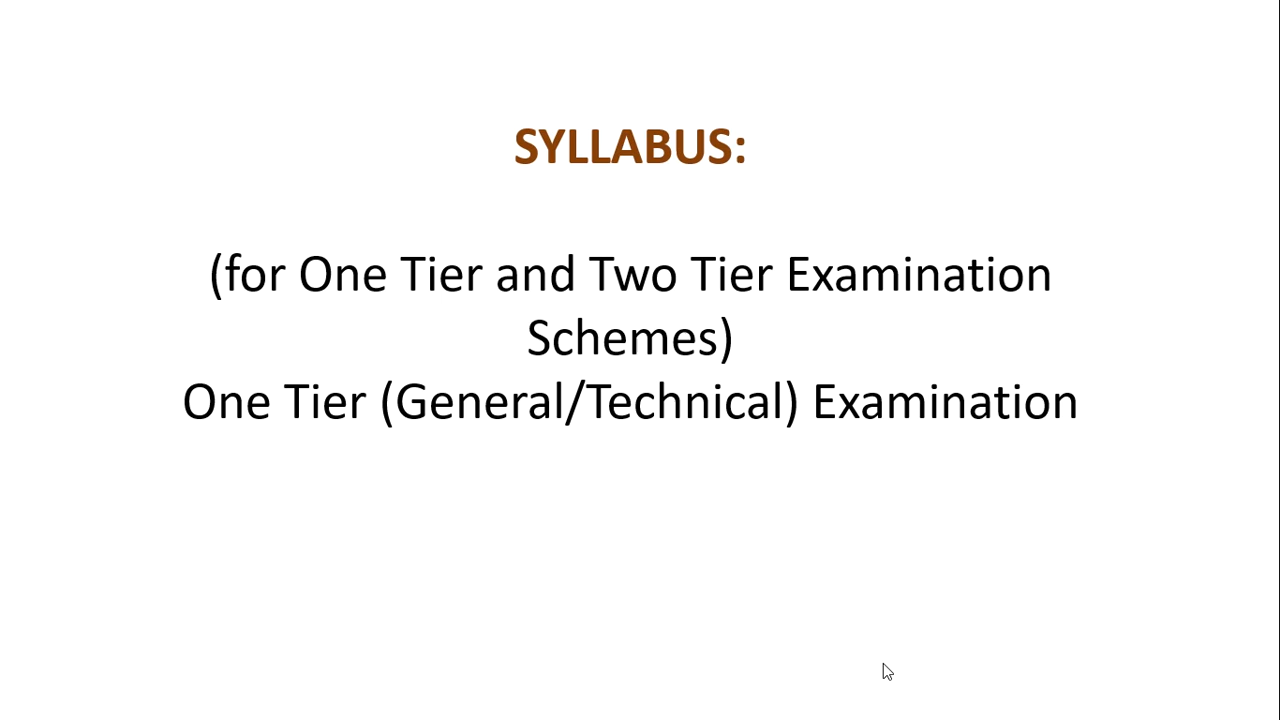 SYLLABUS:
(for One Tier and Two Tier Examination
Schemes)
One Tier (General/Technical) Examination